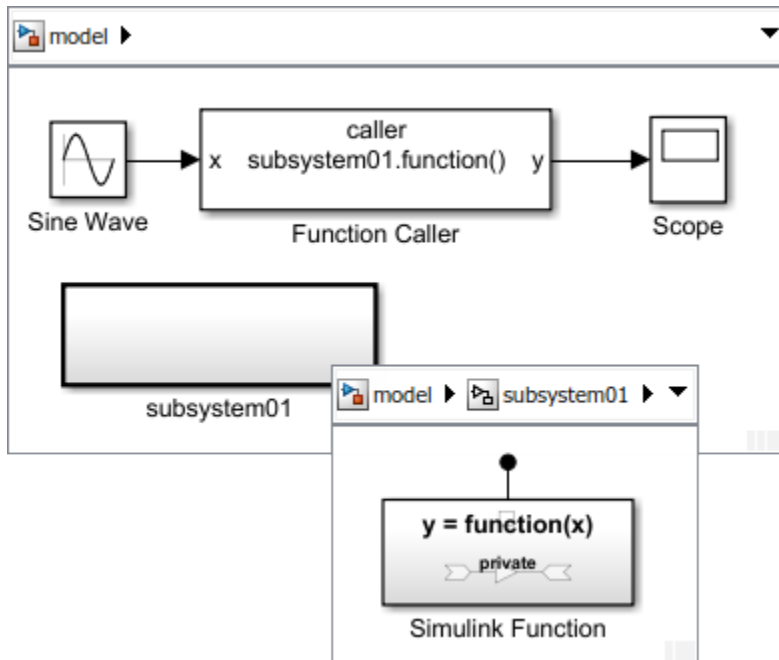 model
caller
x subsystem01.function() y
Sine Wave
Function Caller
Scope
subsystem01
model subsystem01
y = function(x)
private
Simulink Function